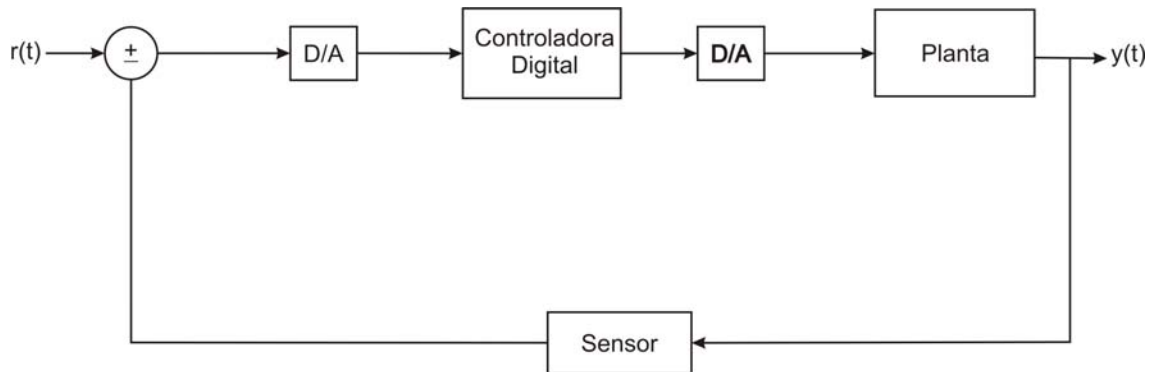 r(t)
±
D/A
Controladora
Digital
D/A
Planta
y(t)
Sensor